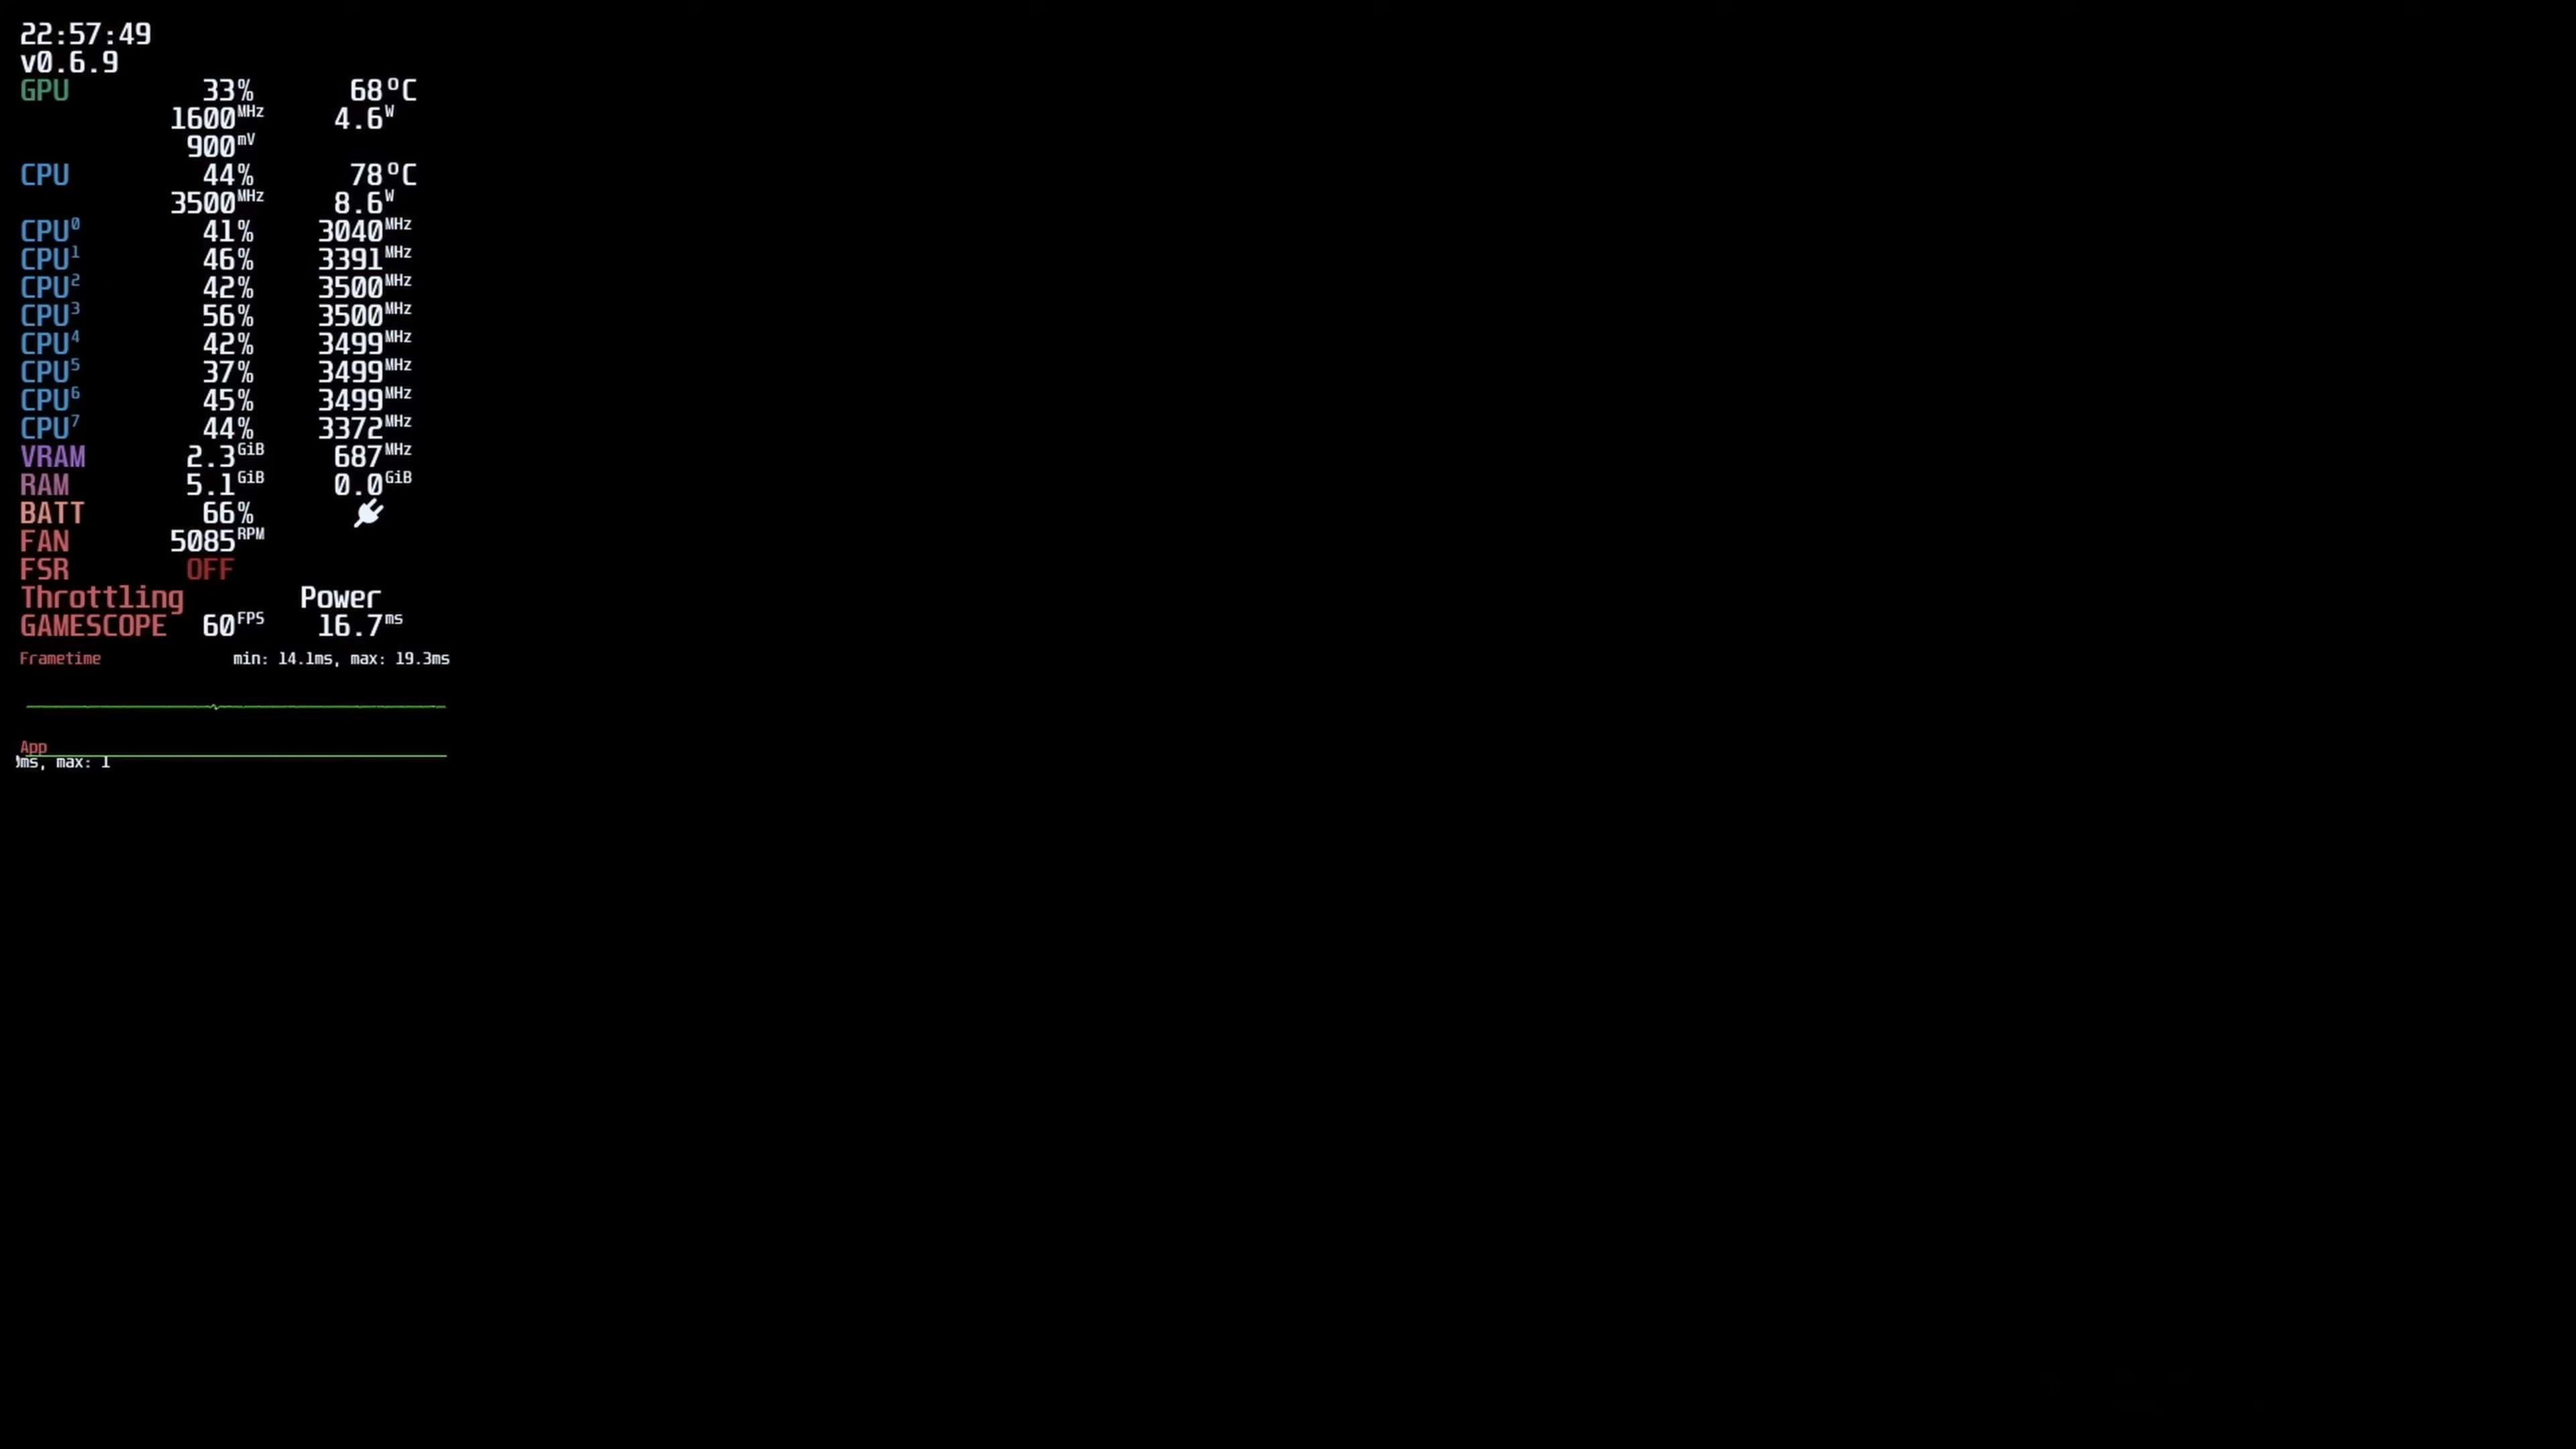 22:57:49
v0.6.9
GPU 33% 68°C
1600MHz 4.6W
900mV
CPU 44% 78°C
3500MHz 8.6W
CPU0 41% 3040MHz
CPU1 46% 3391MHz
CPU2 42% 3500MHz
CPU3 56% 3500MHz
CPU4 42% 3499MHz
CPU5 37% 3499MHz
CPU6 45% 3499MHz
CPU7 44% 3372MHz
VRAM 2.3GiB 687MHz
RAM 5.1GiB 0.0GiB
BATT 66%
FAN 5085RPM
FSR OFF
Throttling Power
GAMESCOPE 60FPS 16.7ms
Frametime min: 14.1ms, max: 19.3ms
App
ms, max: 1